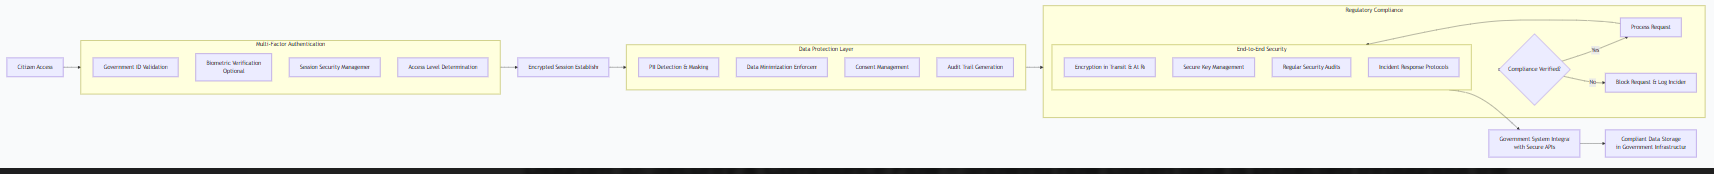 Regulatory Compliance
Process Request
Multi-Factor Authentication
Data Protection Layer
End-to-End Security
Yes
Citizen Access
Government ID Validation
Biometric Verification
Optional
Session Security Managemer
Access Level Determination
Encrypted Session Establishi
PII Detection & Masking
Data Minimization Enforcem
Consent Management
Audit Trail Generation
Encryption in Transit & At Re
Secure Key Management
Regular Security Audits
Incident Response Protocols
Compliance Verified?
No
Block Request & Log Incider
Government System Integra
with Secure APIs
Compliant Data Storage
in Government Infrastructur